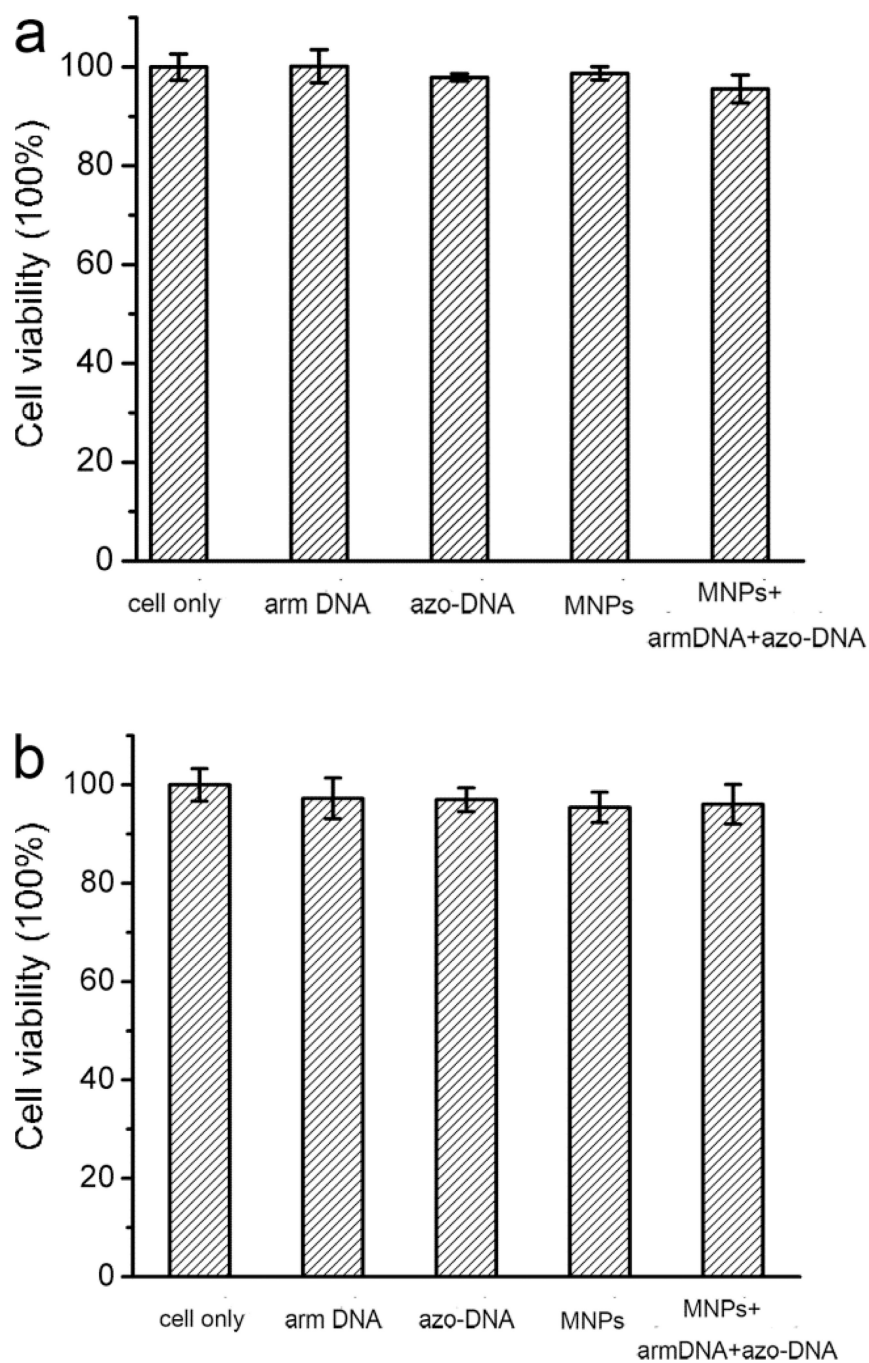 a
Cell viability (100%)
100
80
60
40
20
0
cell only arm DNA azo-DNA MNPs MNPs+
armDNA+azo-DNA
b
Cell viability (100%)
100
80
60
40
20
0
cell only arm DNA azo-DNA MNPs MNPs+
armDNA+azo-DNA